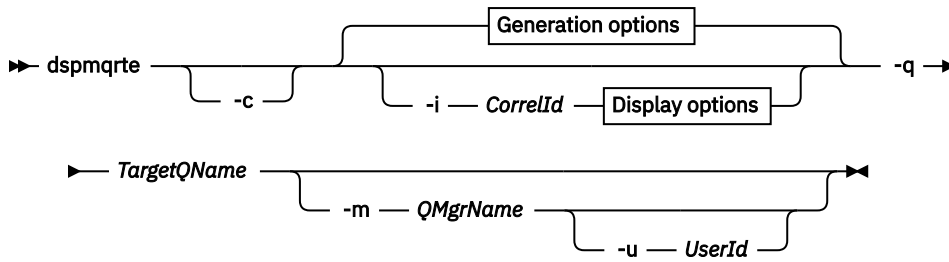 Generation options
dspmqrte -q
-c
-i CorrelId Display options
TargetQName
-m QMgrName
-u UserId